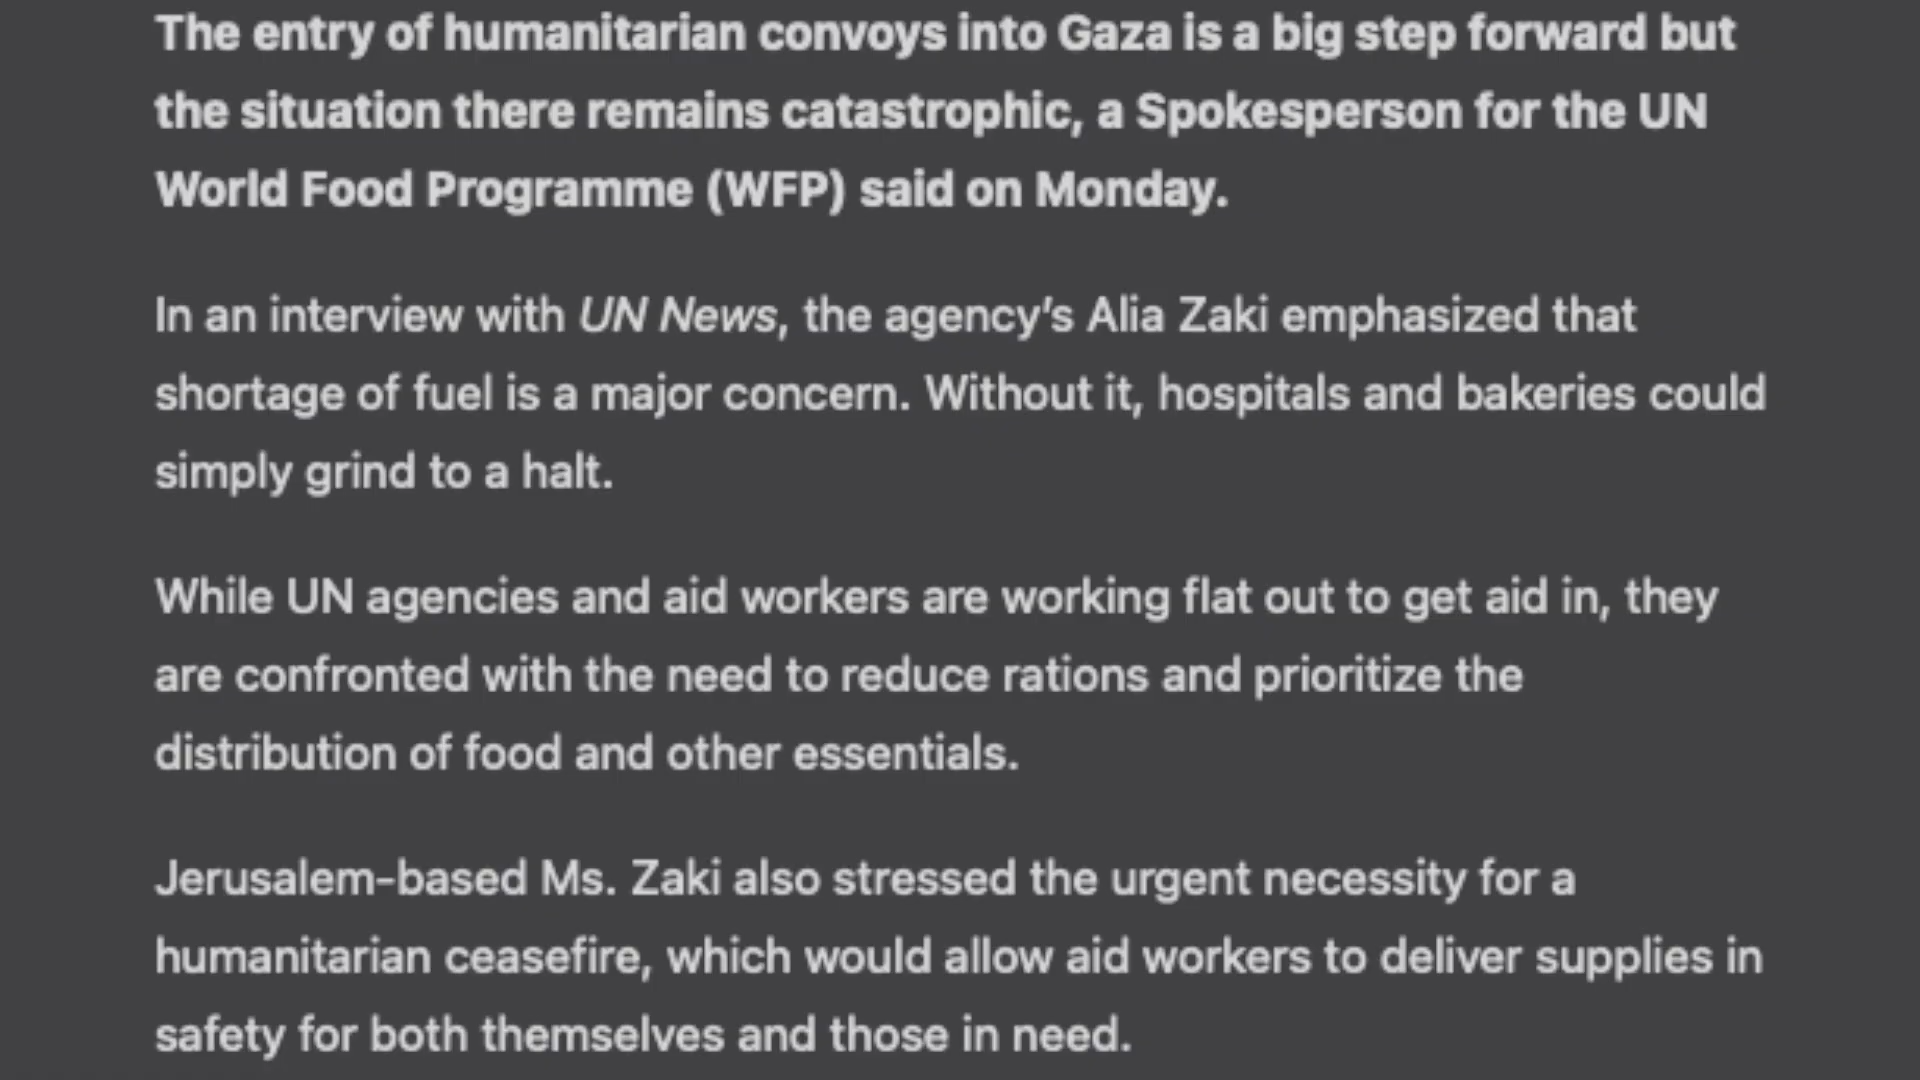 The entry of humanitarian convoys into Gaza is a big step forward but
the situation there remains catastrophic, a Spokesperson for the UN
World Food Programme (WFP) said on Monday.
In an interview with UN News, the agency’s Alia Zaki emphasized that
shortage of fuel is a major concern. Without it, hospitals and bakeries could
simply grind to a halt.
While UN agencies and aid workers are working flat out to get aid in, they
are confronted with the need to reduce rations and prioritize the
distribution of food and other essentials.
Jerusalem-based Ms. Zaki also stressed the urgent necessity for a
humanitarian ceasefire, which would allow aid workers to deliver supplies in
safety for both themselves and those in need.